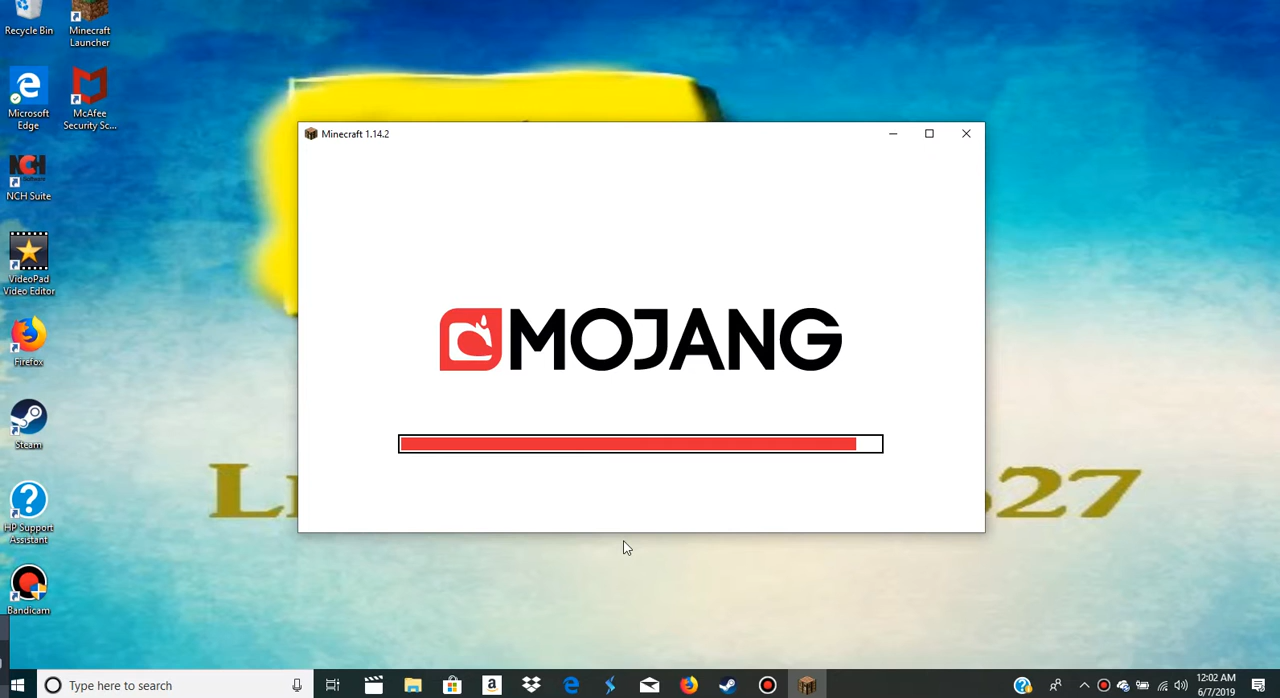 Recycle Bin
Minecraft
Launcher
Microsoft
Edge
McAfee
Security Sc...
NCH
NCH Suite
VideoPad
Video Editor
Firefox
Steam
HP Support
Assistant
Bandicam
Minecraft 1.14.2
MOJANG
27
Type here to search
12:02 AM
6/7/2019